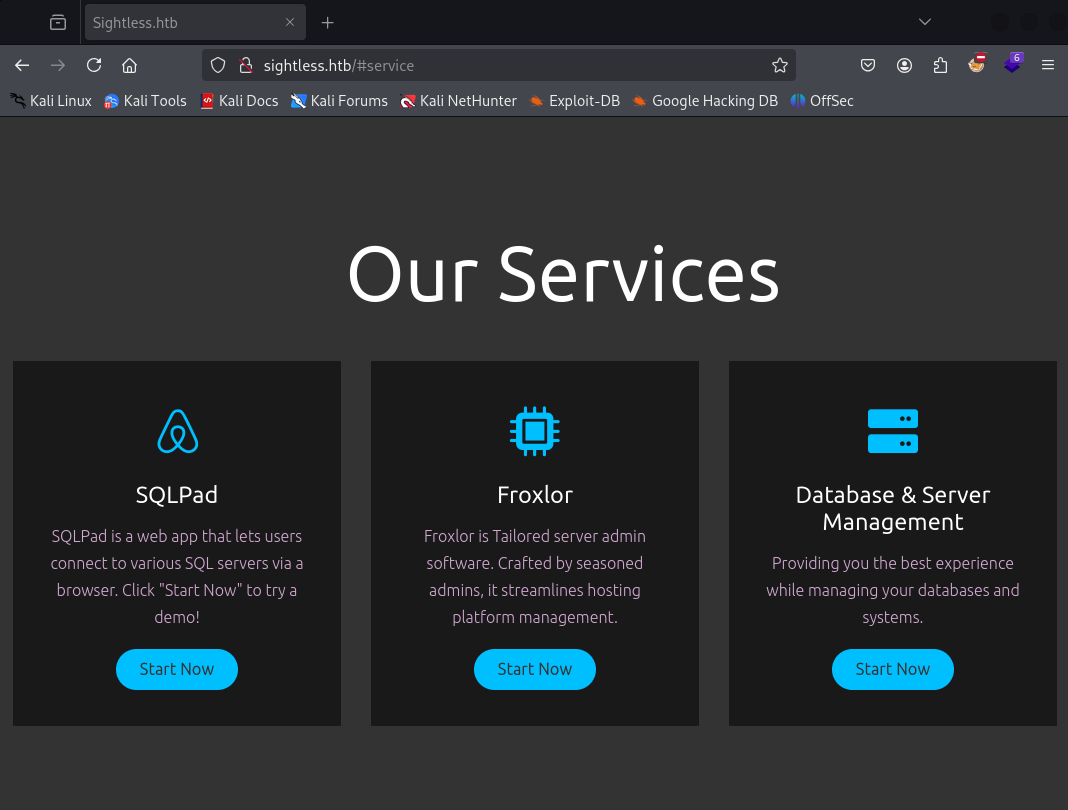 Sightless.htb
sightless.htb/#service
6
Kali Linux Kali Tools Kali Docs Kali Forums Kali NetHunter Exploit-DB Google Hacking DB OffSec
Our Services
SQLPad
SQLPad is a web app that lets users
connect to various SQL servers via a
browser. Click "Start Now" to try a
demo!
Start Now
Froxlor
Froxlor is Tailored server admin
software. Crafted by seasoned
admins, it streamlines hosting
platform management.
Start Now
Database & Server
Management
Providing you the best experience
while managing your databases and
systems.
Start Now